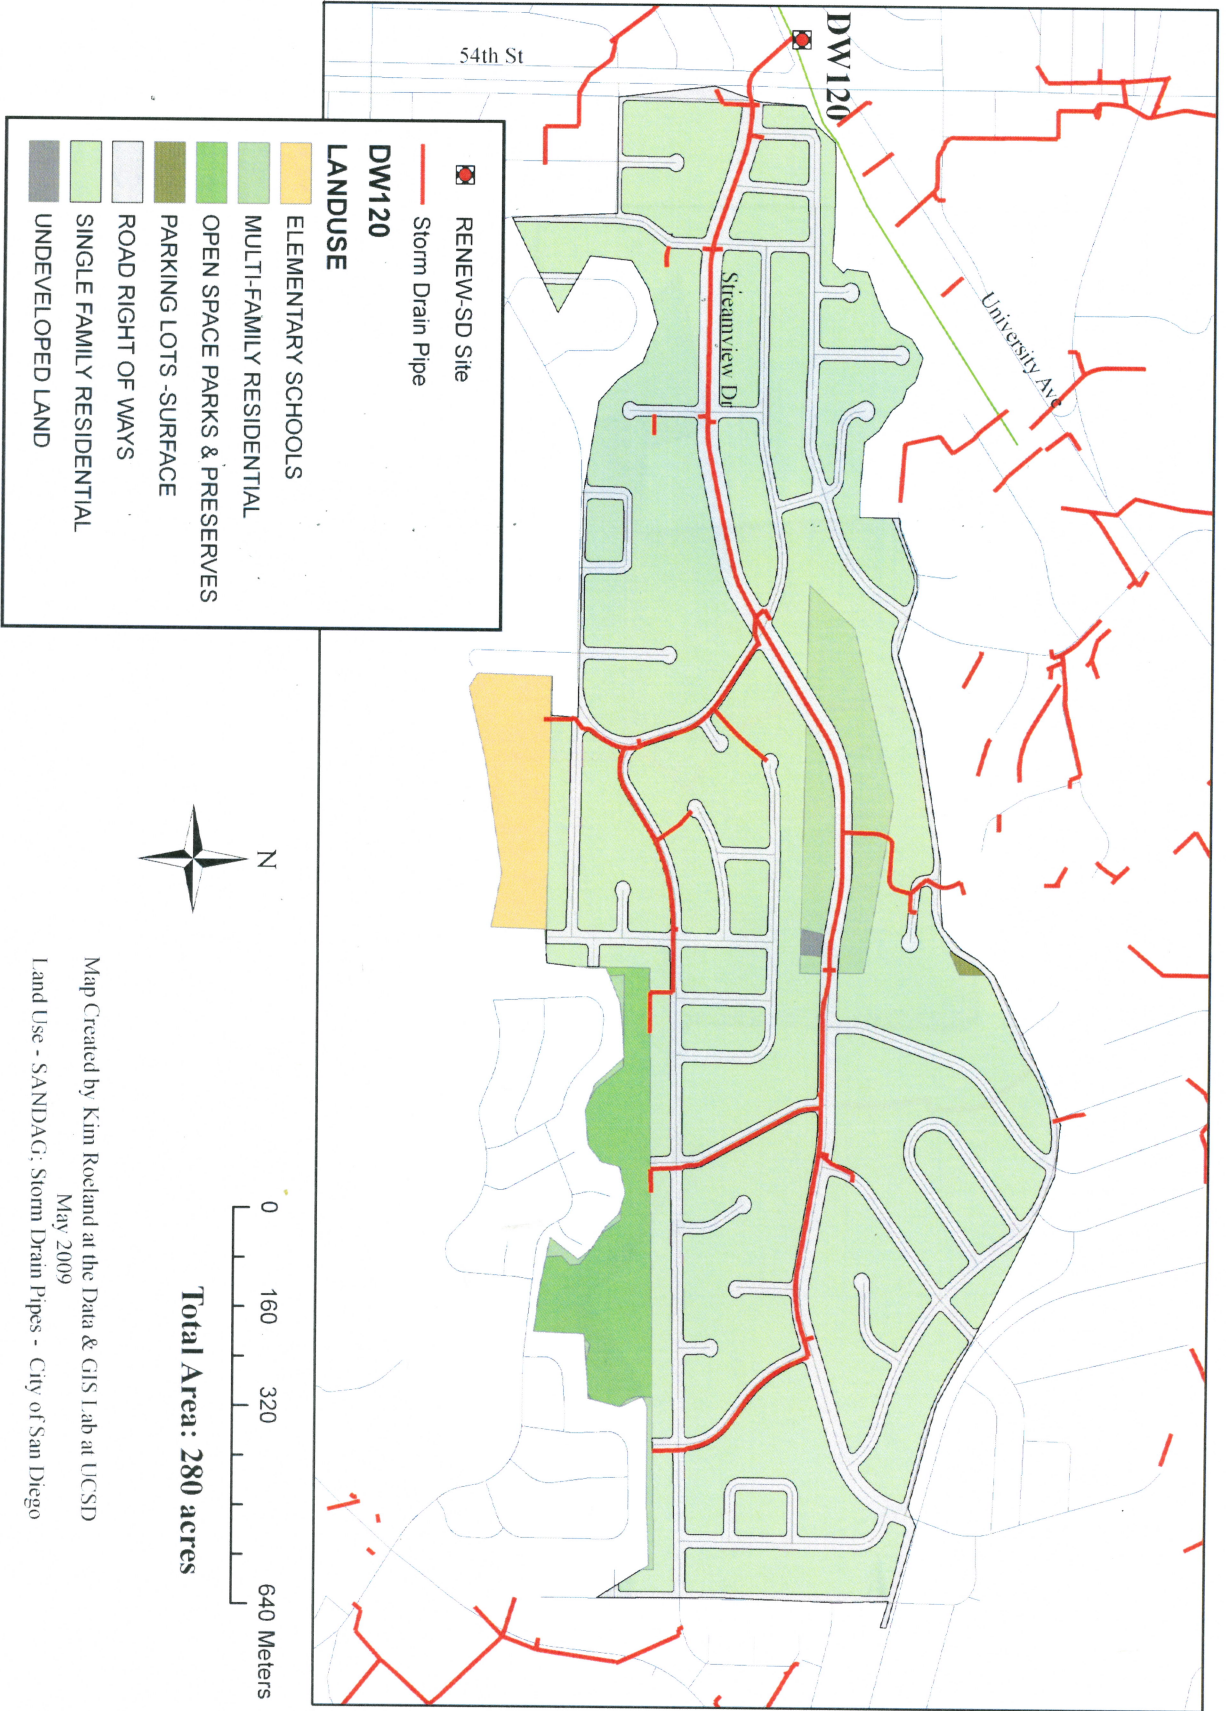 DW120
54th St
University Ave
Streamview Dr
RENEW-SD Site
Storm Drain Pipe
DW120
LANDUSE
ELEMENTARY SCHOOLS
MULTI-FAMILY RESIDENTIAL
OPEN SPACE PARKS & PRESERVES
PARKING LOTS -SURFACE
ROAD RIGHT OF WAYS
SINGLE FAMILY RESIDENTIAL
UNDEVELOPED LAND
N
0 160 320 640 Meters
Total Area: 280 acres
Map Created by Kim Roeland at the Data & GIS Lab at UCSD
May 2009
Land Use - SANDAG; Storm Drain Pipes - City of San Diego